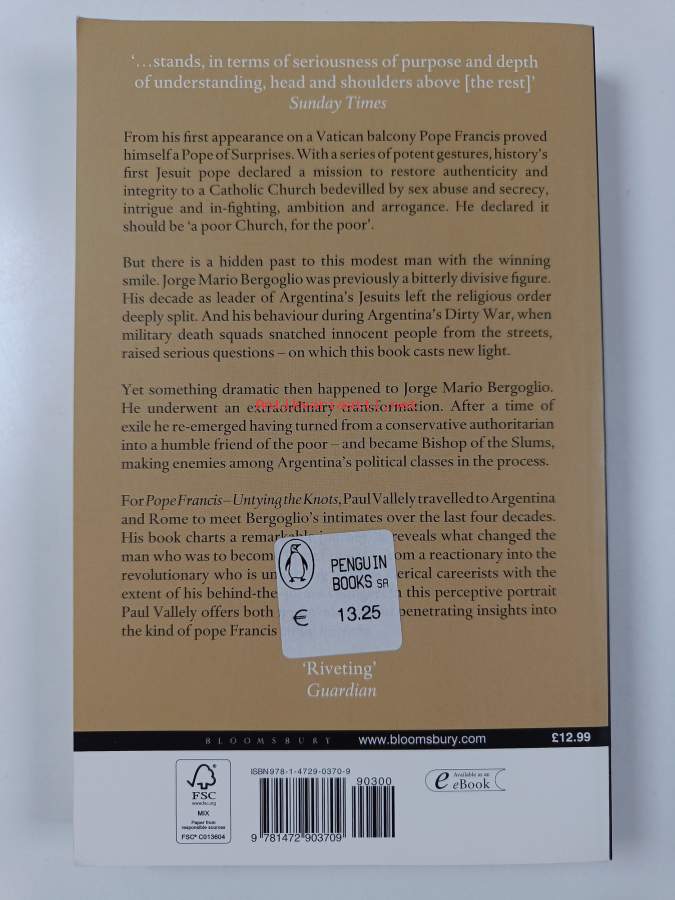 ‘…stands, in terms of seriousness of purpose and depth
of understanding, head and shoulders above [the rest]’
Sunday Times
From his first appearance on a Vatican balcony Pope Francis proved
himself a Pope of Surprises. With a series of potent gestures, history’s
first Jesuit pope declared a mission to restore authenticity and
integrity to a Catholic Church bedevilled by sex abuse and secrecy,
intrigue and in-fighting, ambition and arrogance. He declared it
should be ‘a poor Church, for the poor’.
But there is a hidden past to this modest man with the winning
smile. Jorge Mario Bergoglio was previously a bitterly divisive figure.
His decade as leader of Argentina’s Jesuits left the religious order
deeply split. And his behaviour during Argentina’s Dirty War, when
military death squads snatched innocent people from the streets,
raised serious questions – on which this book casts new light.
Yet something dramatic then happened to Jorge Mario Bergoglio.
He underwent an extraordinary transformation. After a time of
exile he re-emerged having turned from a conservative authoritarian
into a humble friend of the poor – and became Bishop of the Slums,
making enemies among Argentina’s political classes in the process.
For Pope Francis – Untying the Knots, Paul Vallely travelled to Argentina
and Rome to meet Bergoglio’s intimates over the last four decades.
His book charts a reveals what changed the
man who was to from a reactionary into the
revolutionary who is clerical careerists with the
extent of his this perceptive portrait
Paul Vallely offers both penetrating insights into
the kind of pope Francis
PENGUIN
BOOKS SA
€ 13.25
‘Riveting’
Guardian
BLOOMSBURY www.bloomsbury.com £12.99
FSC
www.fsc.org
MIX
Paper from
responsible sources
FSC® C013604
ISBN 978-1-4729-0370-9
90300
9 781472 903709
Available as an
e eBook